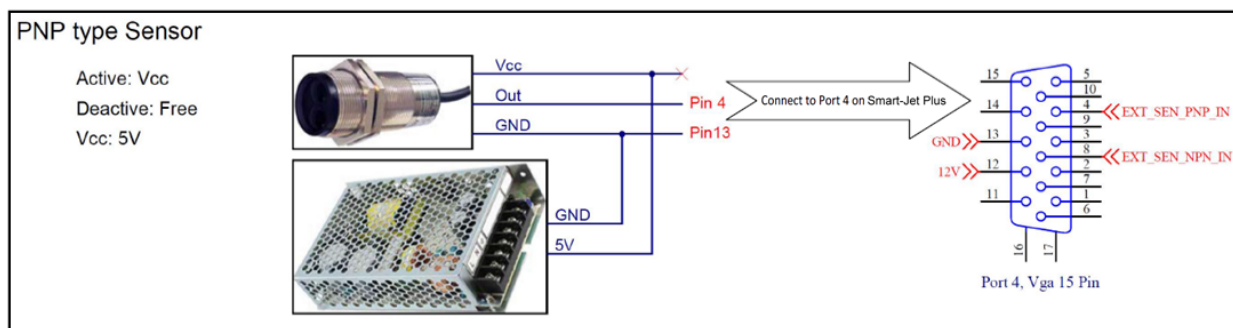 PNP type Sensor
Active: Vcc
Deactive: Free
Vcc: 5V
Vcc
Out
GND
Pin 4
Pin13
GND
5V
Connect to Port 4 on Smart-Jet Plus
15
14
13
12
11
5
10
4
9
3
8
2
7
1
6
GND
12V
EXT_SEN_PNP_IN
EXT_SEN_NPN_IN
16
17
Port 4, Vga 15 Pin